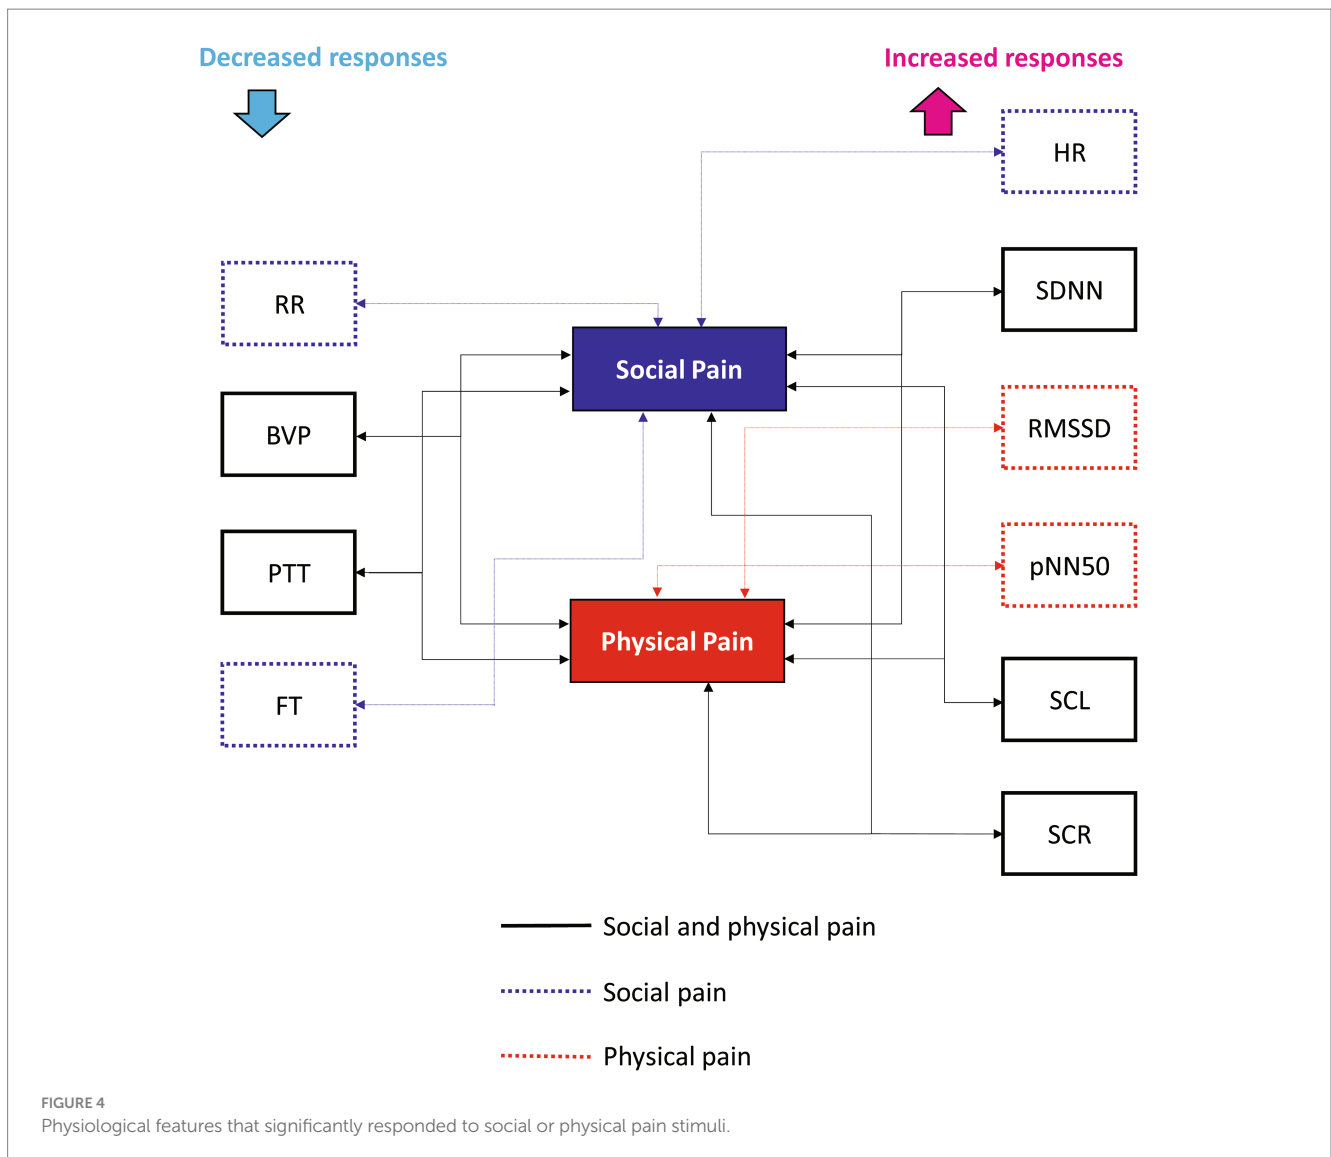 Decreased responses
Increased responses
HR
RR
SDNN
Social Pain
BVP
RMSSD
PTT
pNN50
Physical Pain
FT
SCL
SCR
Social and physical pain
Social pain
Physical pain
FIGURE 4
Physiological features that significantly responded to social or physical pain stimuli.